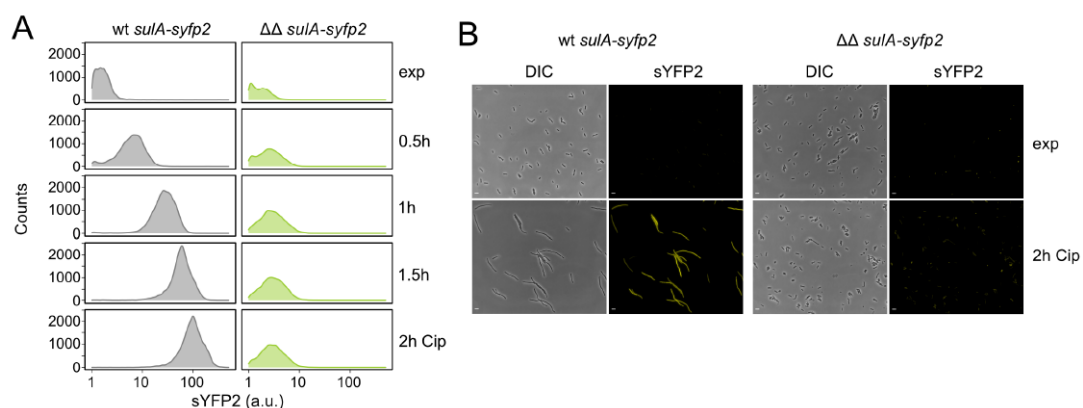 A
wt sulA-syfp2
ΔΔ sulA-syfp2
2000
1000
0
exp
2000
1000
0
0.5h
2000
1000
0
1h
2000
1000
0
1.5h
2000
1000
0
2h Cip
Counts
1 10 100
1 10 100
sYFP2 (a.u.)
B
wt sulA-syfp2
ΔΔ sulA-syfp2
DIC
sYFP2
DIC
sYFP2
exp
2h Cip